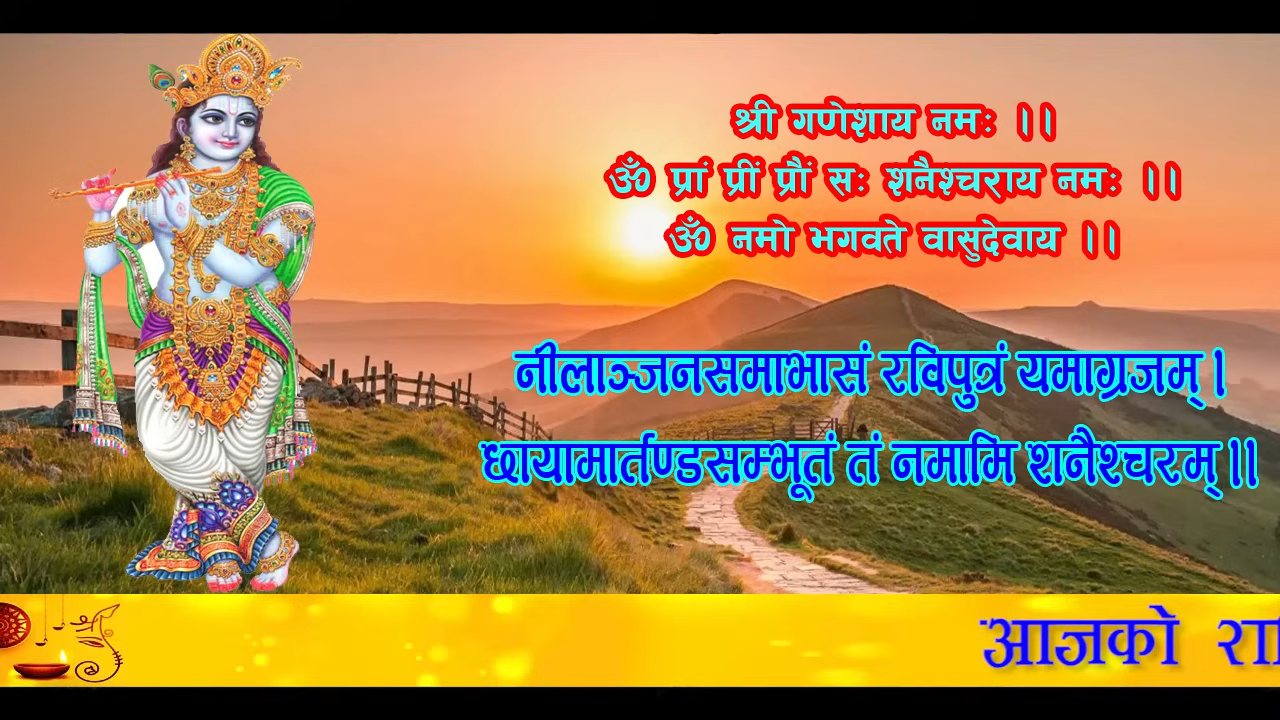 श्री गणेशाय नमः ।।
ॐ प्रां प्रीं प्रौं सः शनैश्चराय नमः ।।
ॐ नमो भगवते वासुदेवाय ।।
नीलाञ्जनसमाभासं रविपुत्रं यमाग्रजम् ।
छायामार्तण्डसम्भूतं तं नमामि शनैश्चरम् ।।
श्री
आजको